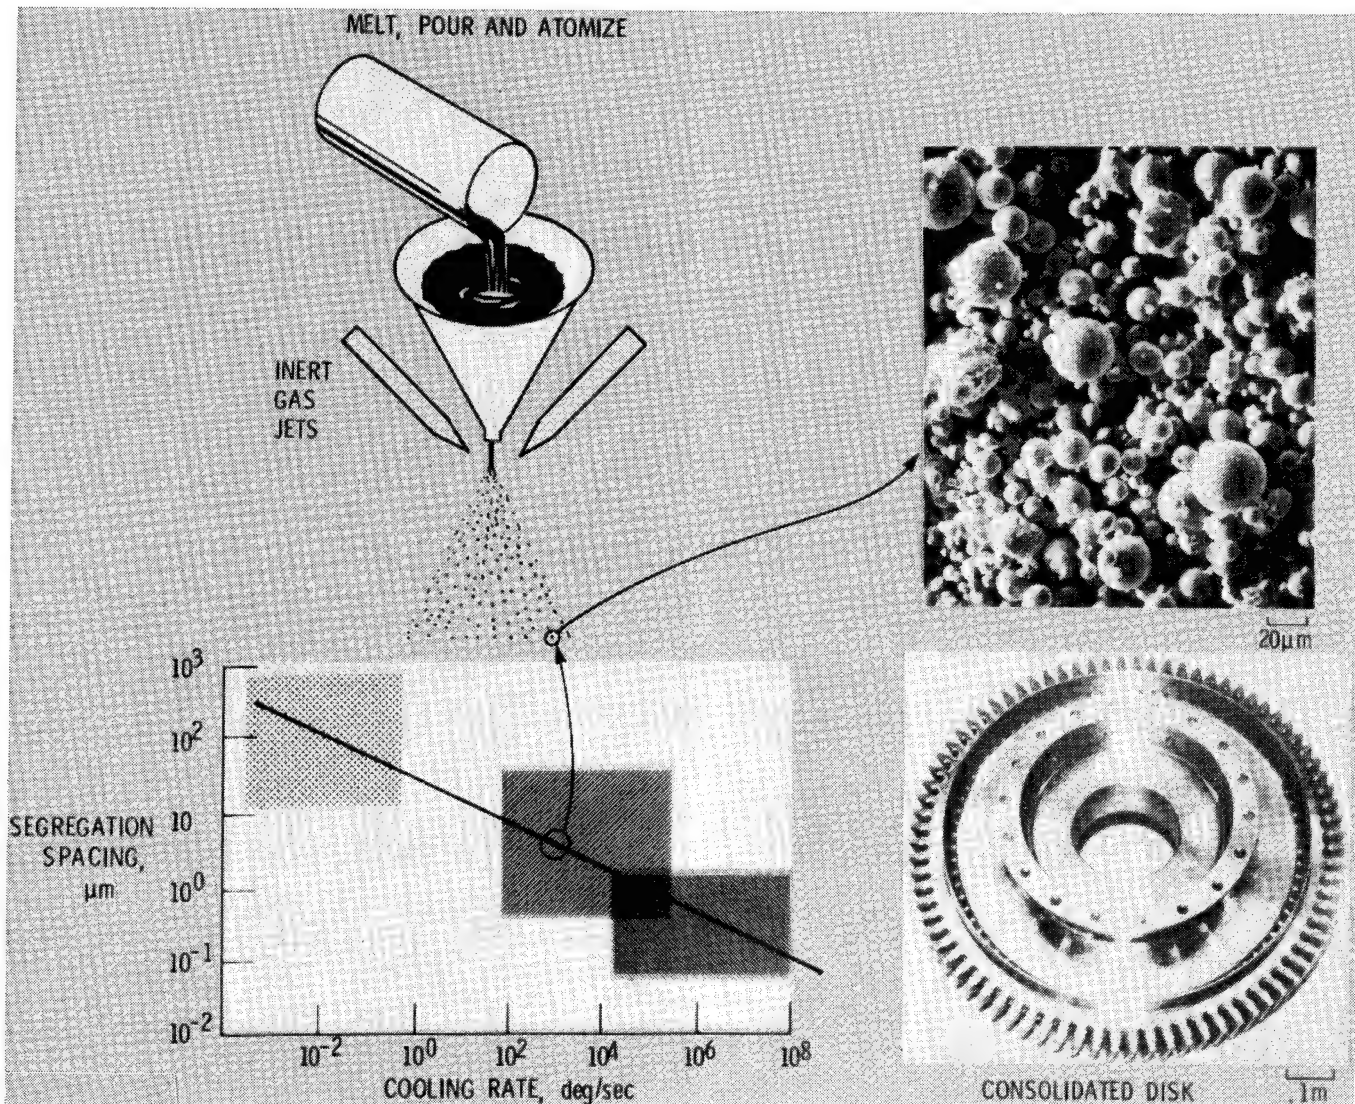 MELT, POUR AND ATOMIZE
INERT
GAS
JETS
20μm
10³
10²
10
10⁰
10⁻¹
10⁻²
SEGREGATION
SPACING,
μm
10⁻² 10⁰ 10² 10⁴ 10⁶ 10⁸
COOLING RATE, deg/sec
CONSOLIDATED DISK
.1m